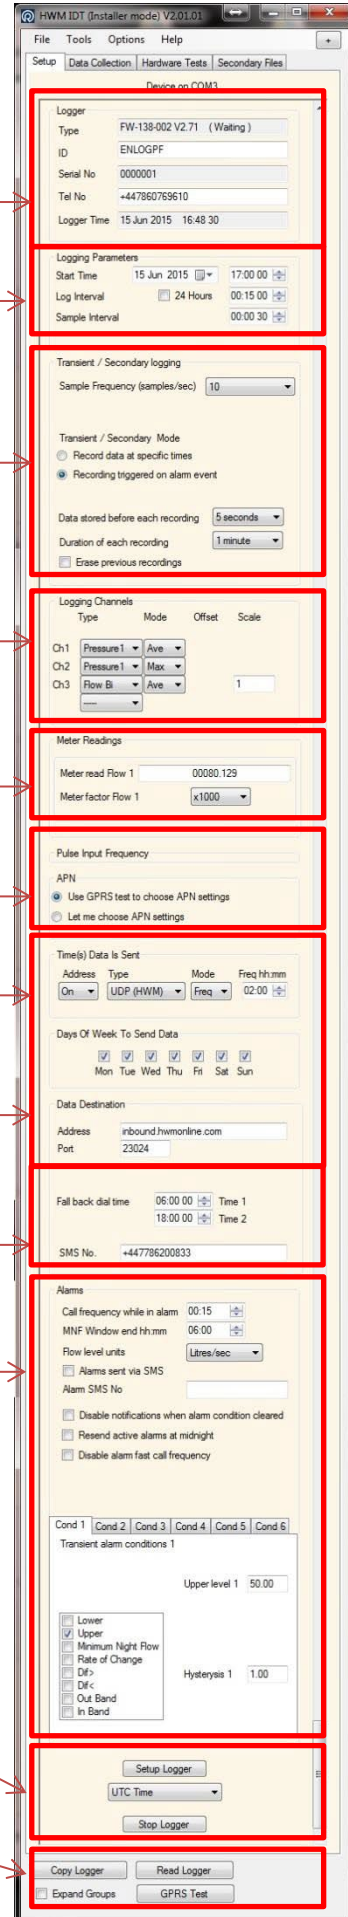 HWM IDT (Installer mode) V2.01.01
File Tools Options Help +
Setup Data Collection Hardware Tests Secondary Files
Device on COM3
Logger
Type FW-138-002 V2.71 ( Waiting )
ID ENLOGPF
Serial No 0000001
Tel No +447860769610
Logger Time 15 Jun 2015 16:48 30
Logging Parameters
Start Time 15 Jun 2015 17:00 00
Log Interval 24 Hours 00:15 00
Sample Interval 00:00 30
Transient / Secondary logging
Sample Frequency (samples/sec) 10
Transient / Secondary Mode
Record data at specific times
Recording triggered on alarm event
Data stored before each recording 5 seconds
Duration of each recording 1 minute
Erase previous recordings
Logging Channels
Type Mode Offset Scale
Ch1 Pressure1 Ave
Ch2 Pressure1 Max
Ch3 Flow Bi Ave 1
----
Meter Readings
Meter read Flow 1 00080.129
Meter factor Flow 1 x1000
Pulse Input Frequency
APN
Use GPRS test to choose APN settings
Let me choose APN settings
Time(s) Data Is Sent
Address Type Mode Freq hh:mm
On UDP (HWM) Freq 02:00
Days Of Week To Send Data
Mon Tue Wed Thu Fri Sat Sun
Data Destination
Address inbound.hwmonline.com
Port 23024
Fall back dial time 06:00 00 Time 1
18:00 00 Time 2
SMS No. +447786200833
Alarms
Call frequency while in alarm 00:15
MNF Window end hh:mm 06:00
Flow level units Litres/sec
Alarms sent via SMS
Alarm SMS No
Disable notifications when alarm condition cleared
Resend active alarms at midnight
Disable alarm fast call frequency
Cond 1 Cond 2 Cond 3 Cond 4 Cond 5 Cond 6
Transient alarm conditions 1
Upper level 1 50.00
Lower
Upper
Minimum Night Flow
Rate of Change
Dif>
Dif<
Out Band
In Band
Hysterysis 1 1.00
Setup Logger
UTC Time
Stop Logger
Copy Logger Read Logger
Expand Groups GPRS Test